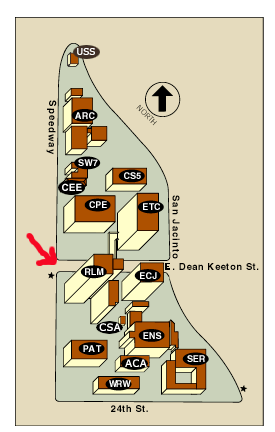 USS
ARC
Speedway
NORTH
SW7
CS5
CEE
CPE
ETC
San Jacinto
E. Dean Keeton St.
RLM
ECJ
CSA
ENS
PAT
ACA
SER
WRW
24th St.